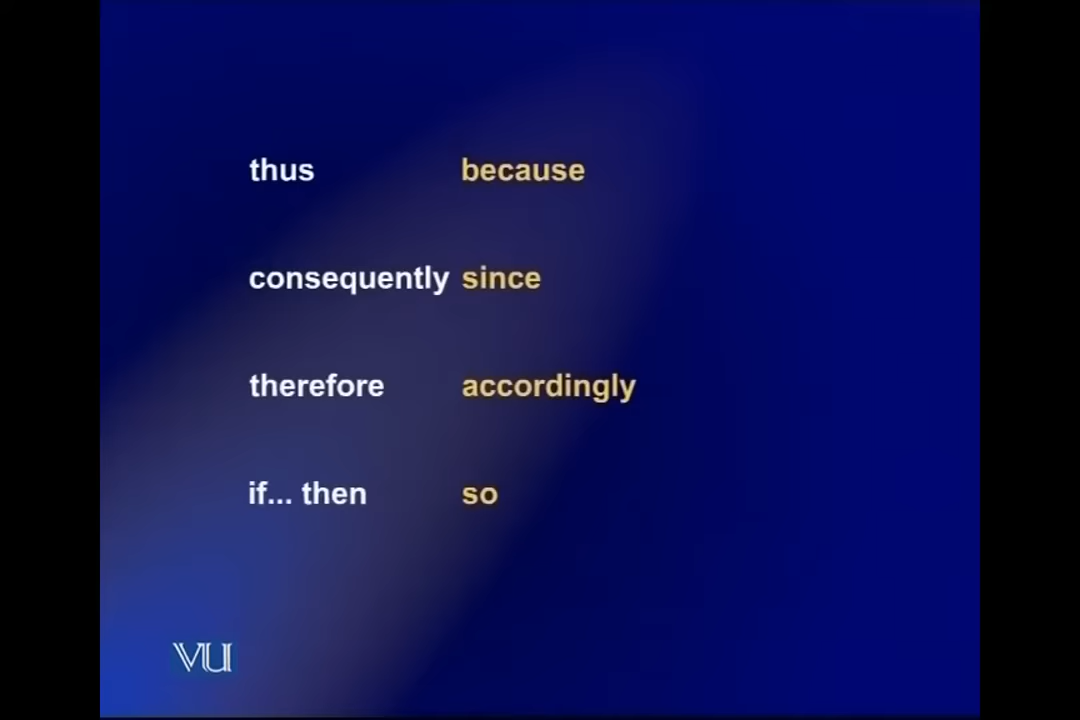 thus because
consequently since
therefore accordingly
if... then so
VU